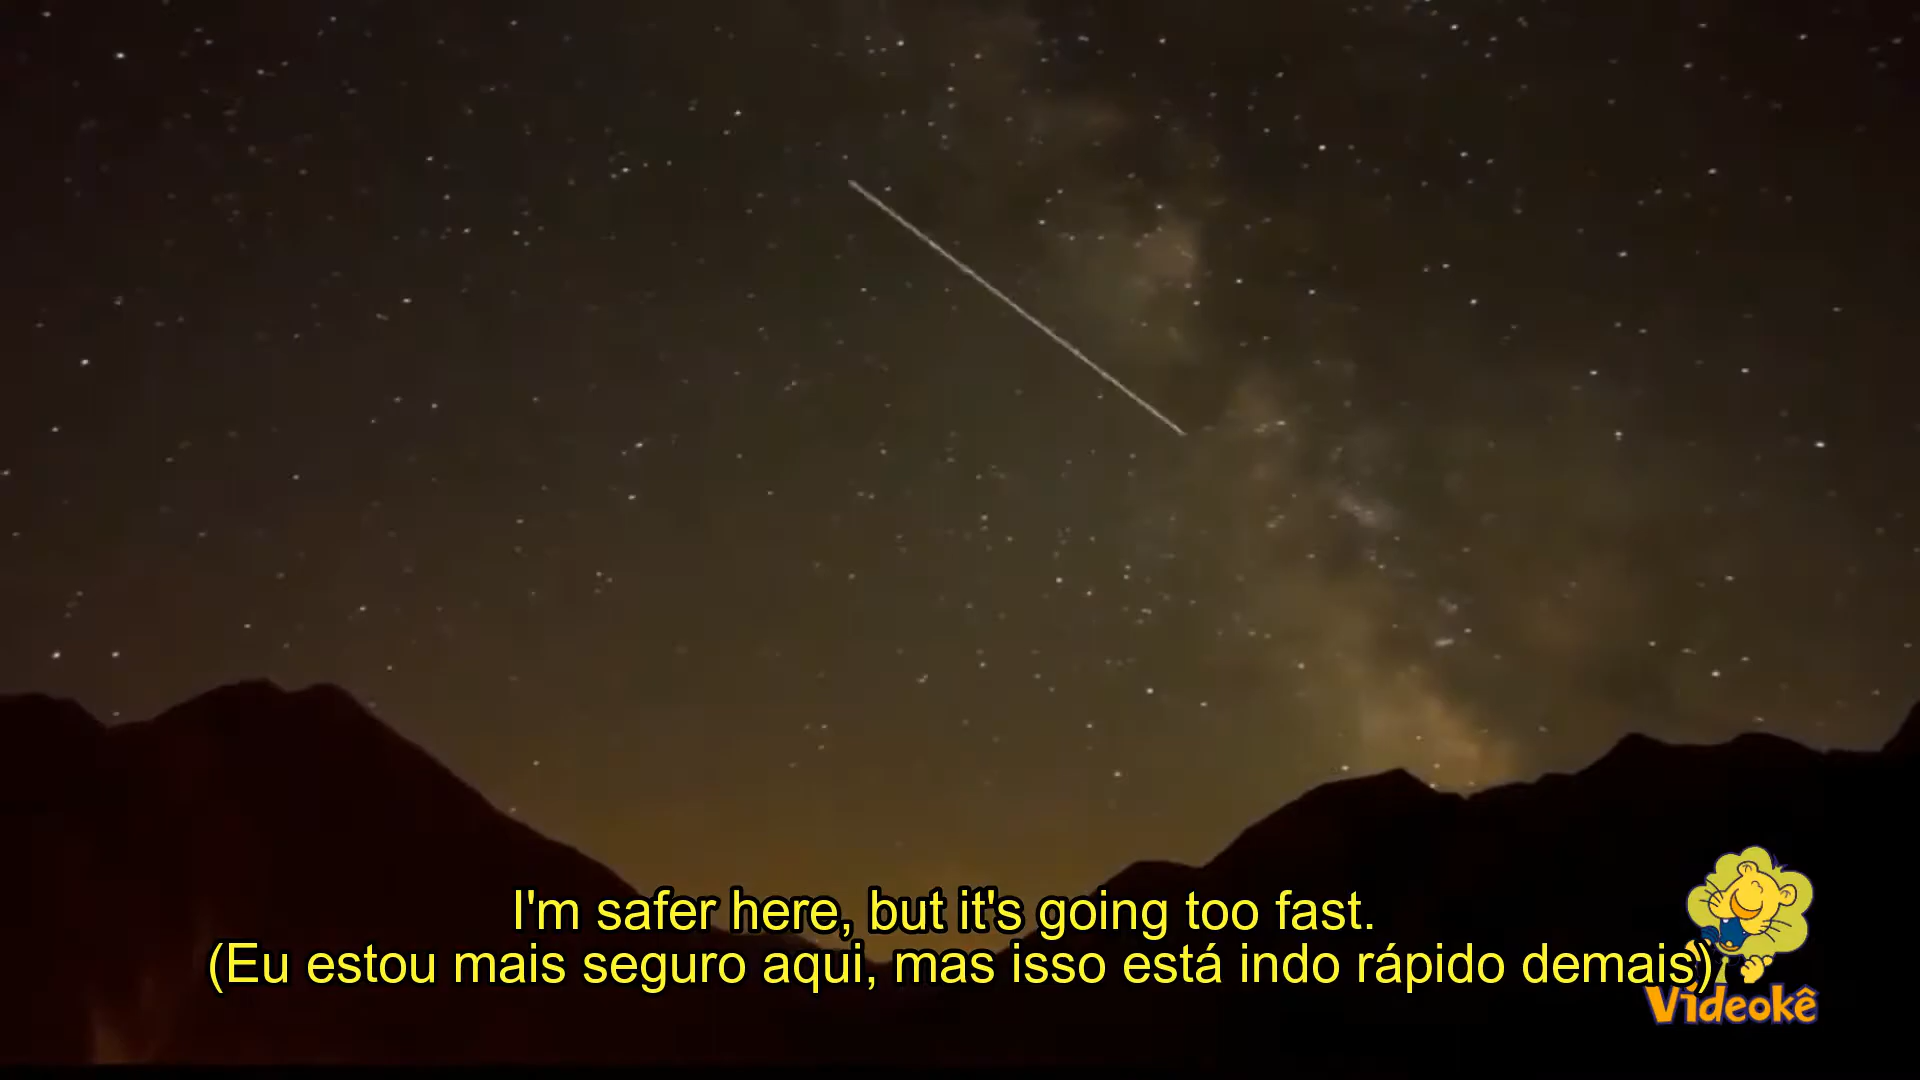 I'm safer here, but it's going too fast.
(Eu estou mais seguro aqui, mas isso está indo rápido demais)
Videokê